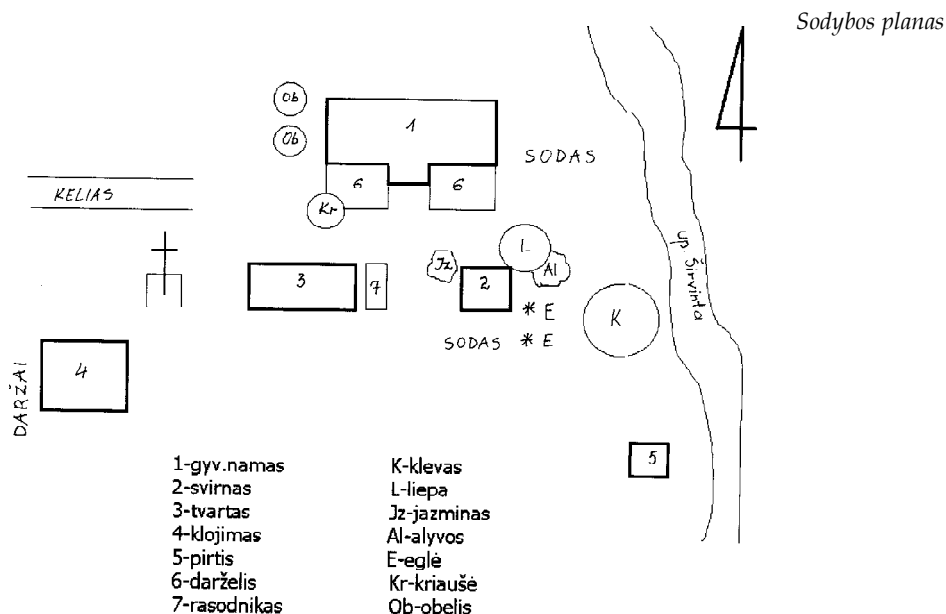 Sodybos planas
Ob
Ob
1
SODAS
6
6
KELIAS
Kr
L
Jz
Al
3
7
2
up. Širvinta
* E
K
SODAS * E
4
DARŽAI
5
1-gyv.namas
2-svirnas
3-tvartas
4-klojimas
5-pirtis
6-darželis
7-rasodnikas
K-klevas
L-liepa
Jz-jazminas
Al-alyvos
E-eglė
Kr-kriaušė
Ob-obelis